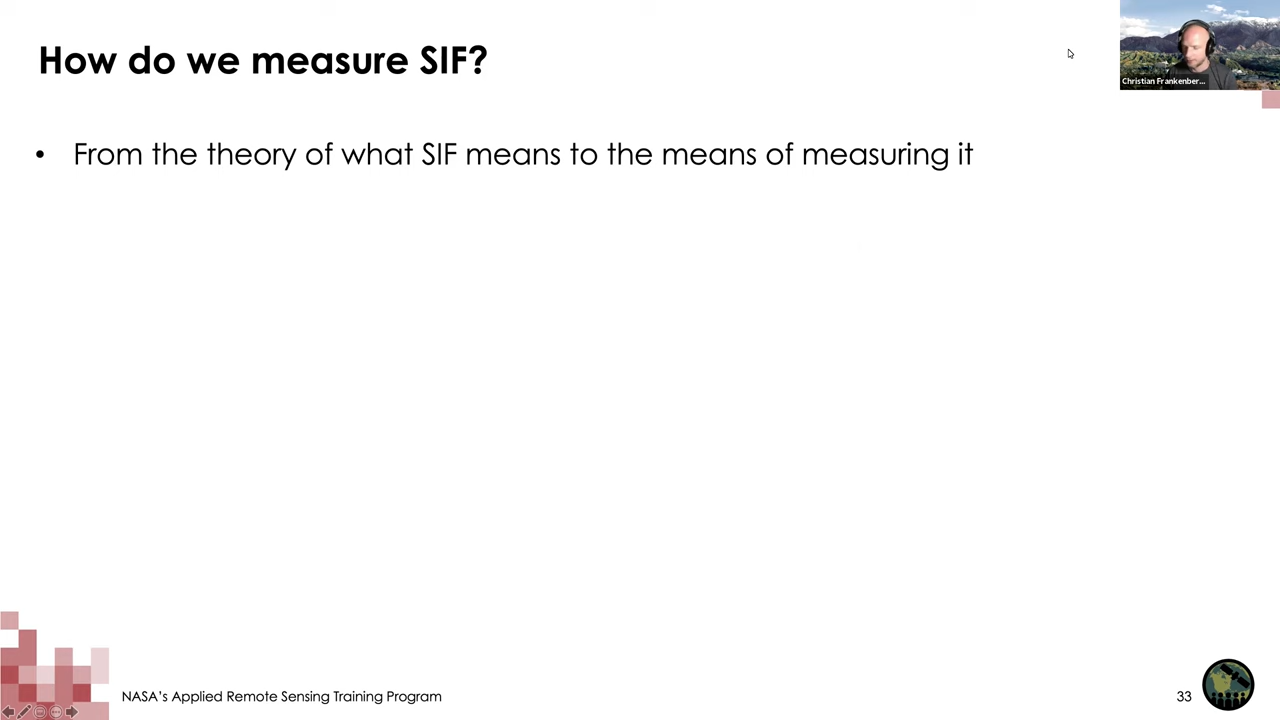 How do we measure SIF?
Christian Frankenber...
• From the theory of what SIF means to the means of measuring it
NASA's Applied Remote Sensing Training Program
33